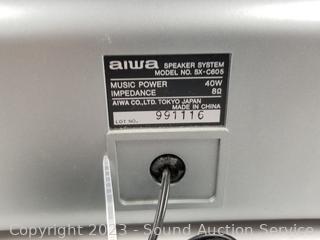 aiwa SPEAKER SYSTEM
MODEL NO. SX-C605
MUSIC POWER 40W
IMPEDANCE 8Ω
AIWA CO., LTD. TOKYO JAPAN
MADE IN CHINA
LOT NO. 991116
Copyright 2023 - Sound Auction Service